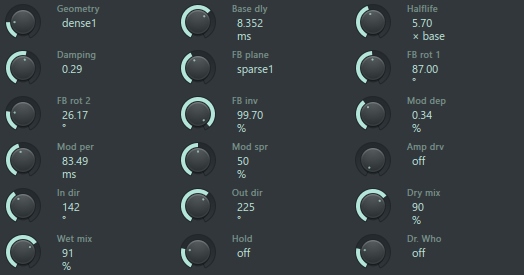 Geometry
dense1
Base dly
8.352
ms
Halflife
5.70
× base
Damping
0.29
FB plane
sparse1
FB rot 1
87.00
°
FB rot 2
26.17
°
FB inv
99.70
%
Mod dep
0.34
%
Mod per
83.49
ms
Mod spr
50
%
Amp drv
off
In dir
142
°
Out dir
225
°
Dry mix
90
%
Wet mix
91
%
Hold
off
Dr. Who
off